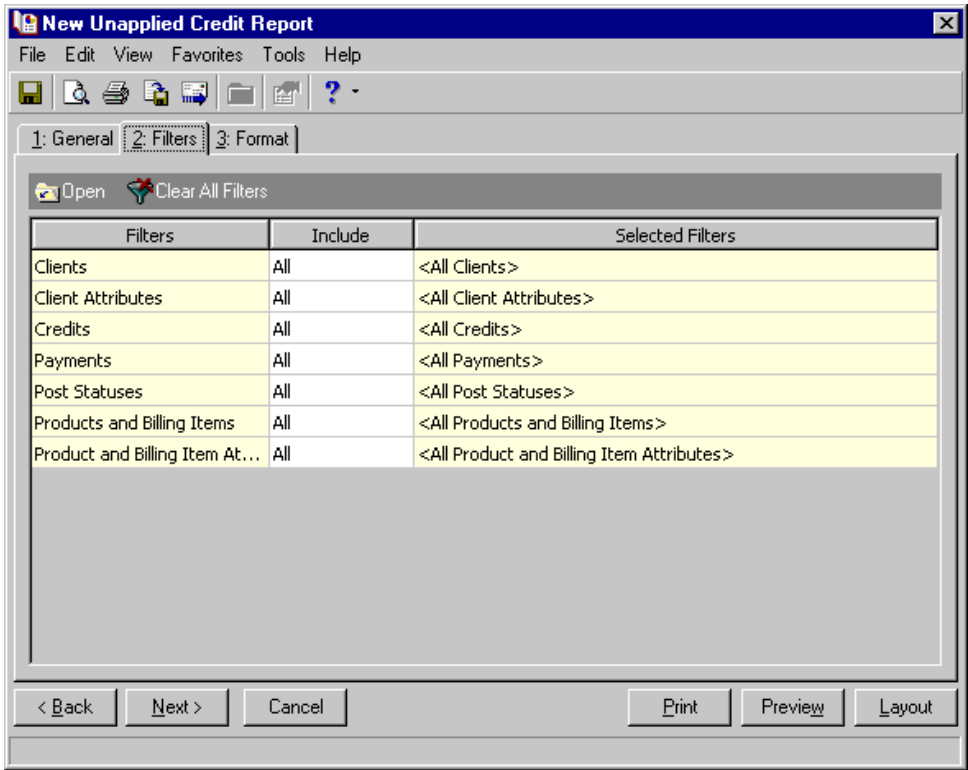 New Unapplied Credit Report
File Edit View Favorites Tools Help
?
1: General 2: Filters 3: Format
Open Clear All Filters
Filters Include Selected Filters
Clients All <All Clients>
Client Attributes All <All Client Attributes>
Credits All <All Credits>
Payments All <All Payments>
Post Statuses All <All Post Statuses>
Products and Billing Items All <All Products and Billing Items>
Product and Billing Item At... All <All Product and Billing Item Attributes>
< Back Next > Cancel Print Preview Layout